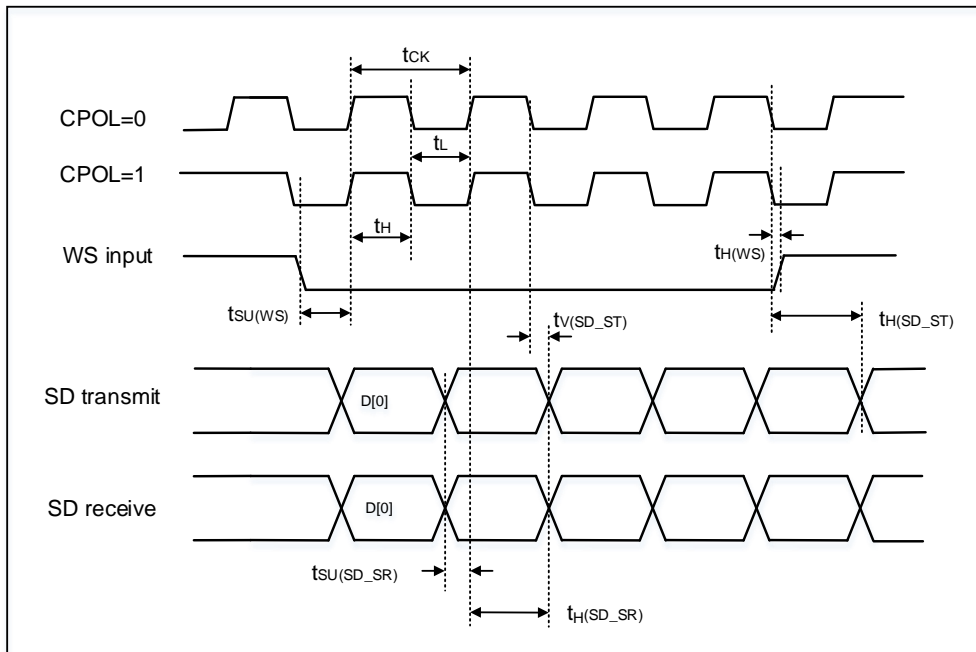 tCK
CPOL=0
tL
CPOL=1
tH
tH(WS)
WS input
tSU(WS)
tV(SD_ST)
tH(SD_ST)
SD transmit
D[0]
SD receive
D[0]
tSU(SD_SR)
tH(SD_SR)